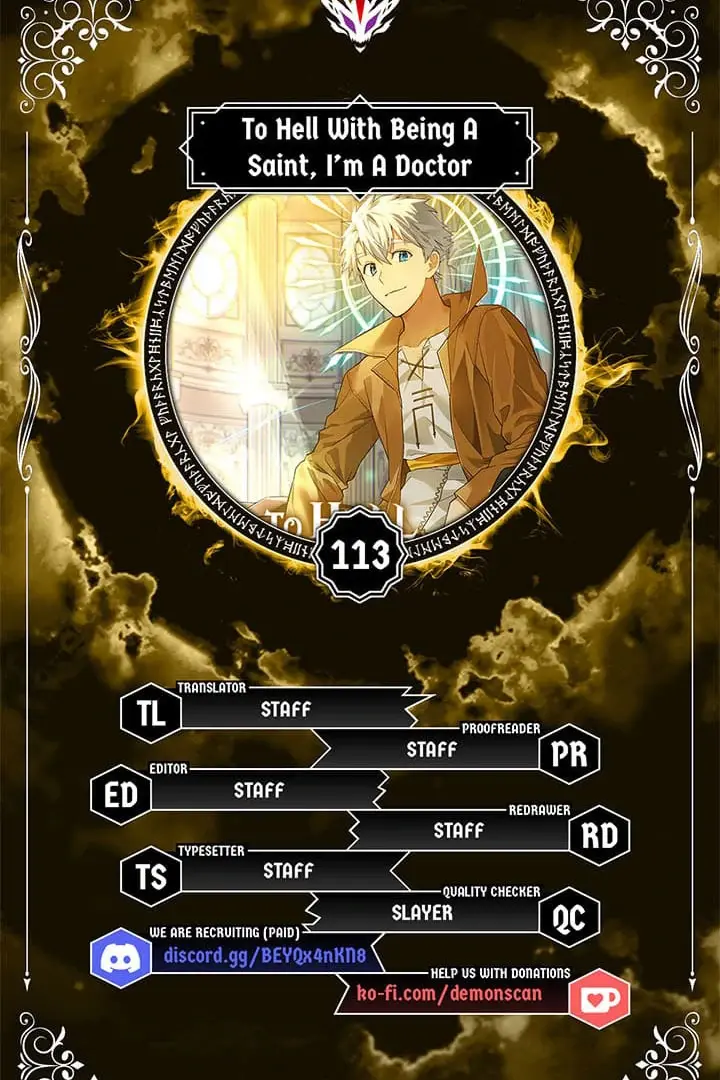 To Hell With Being A
Saint, I'm A Doctor
To Hell
113
TL
TRANSLATOR
STAFF
PROOFREADER
STAFF
PR
EDITOR
ED
STAFF
REDRAWER
STAFF
RD
TYPESETTER
TS
STAFF
QUALITY CHECKER
SLAYER
QC
WE ARE RECRUITING (PAID)
discord.gg/BEYQx4nKN8
HELP US WITH DONATIONS
ko-fi.com/demonscan